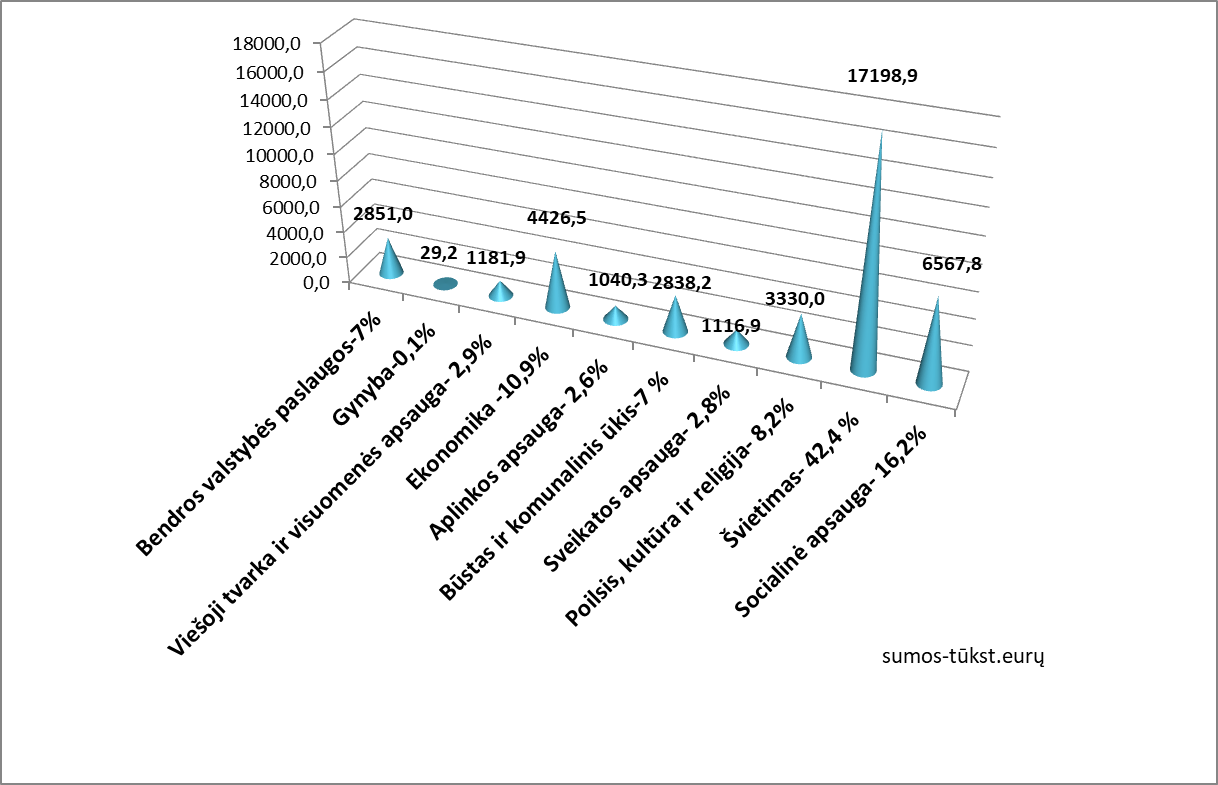 18000,0
16000,0
14000,0
12000,0
10000,0
8000,0
6000,0
4000,0
2000,0
0,0
2851,0
29,2
1181,9
4426,5
1040,3
2838,2
1116,9
3330,0
17198,9
6567,8
Bendros valstybės paslaugos-7%
Gynyba-0,1%
Viešoji tvarka ir visuomenės apsauga- 2,9%
Ekonomika -10,9%
Aplinkos apsauga- 2,6%
Būstas ir komunalinis ūkis-7 %
Sveikatos apsauga- 2,8%
Poilsis, kultūra ir religija- 8,2%
Švietimas- 42,4 %
Socialinė apsauga- 16,2%
sumos-tūkst.eurų